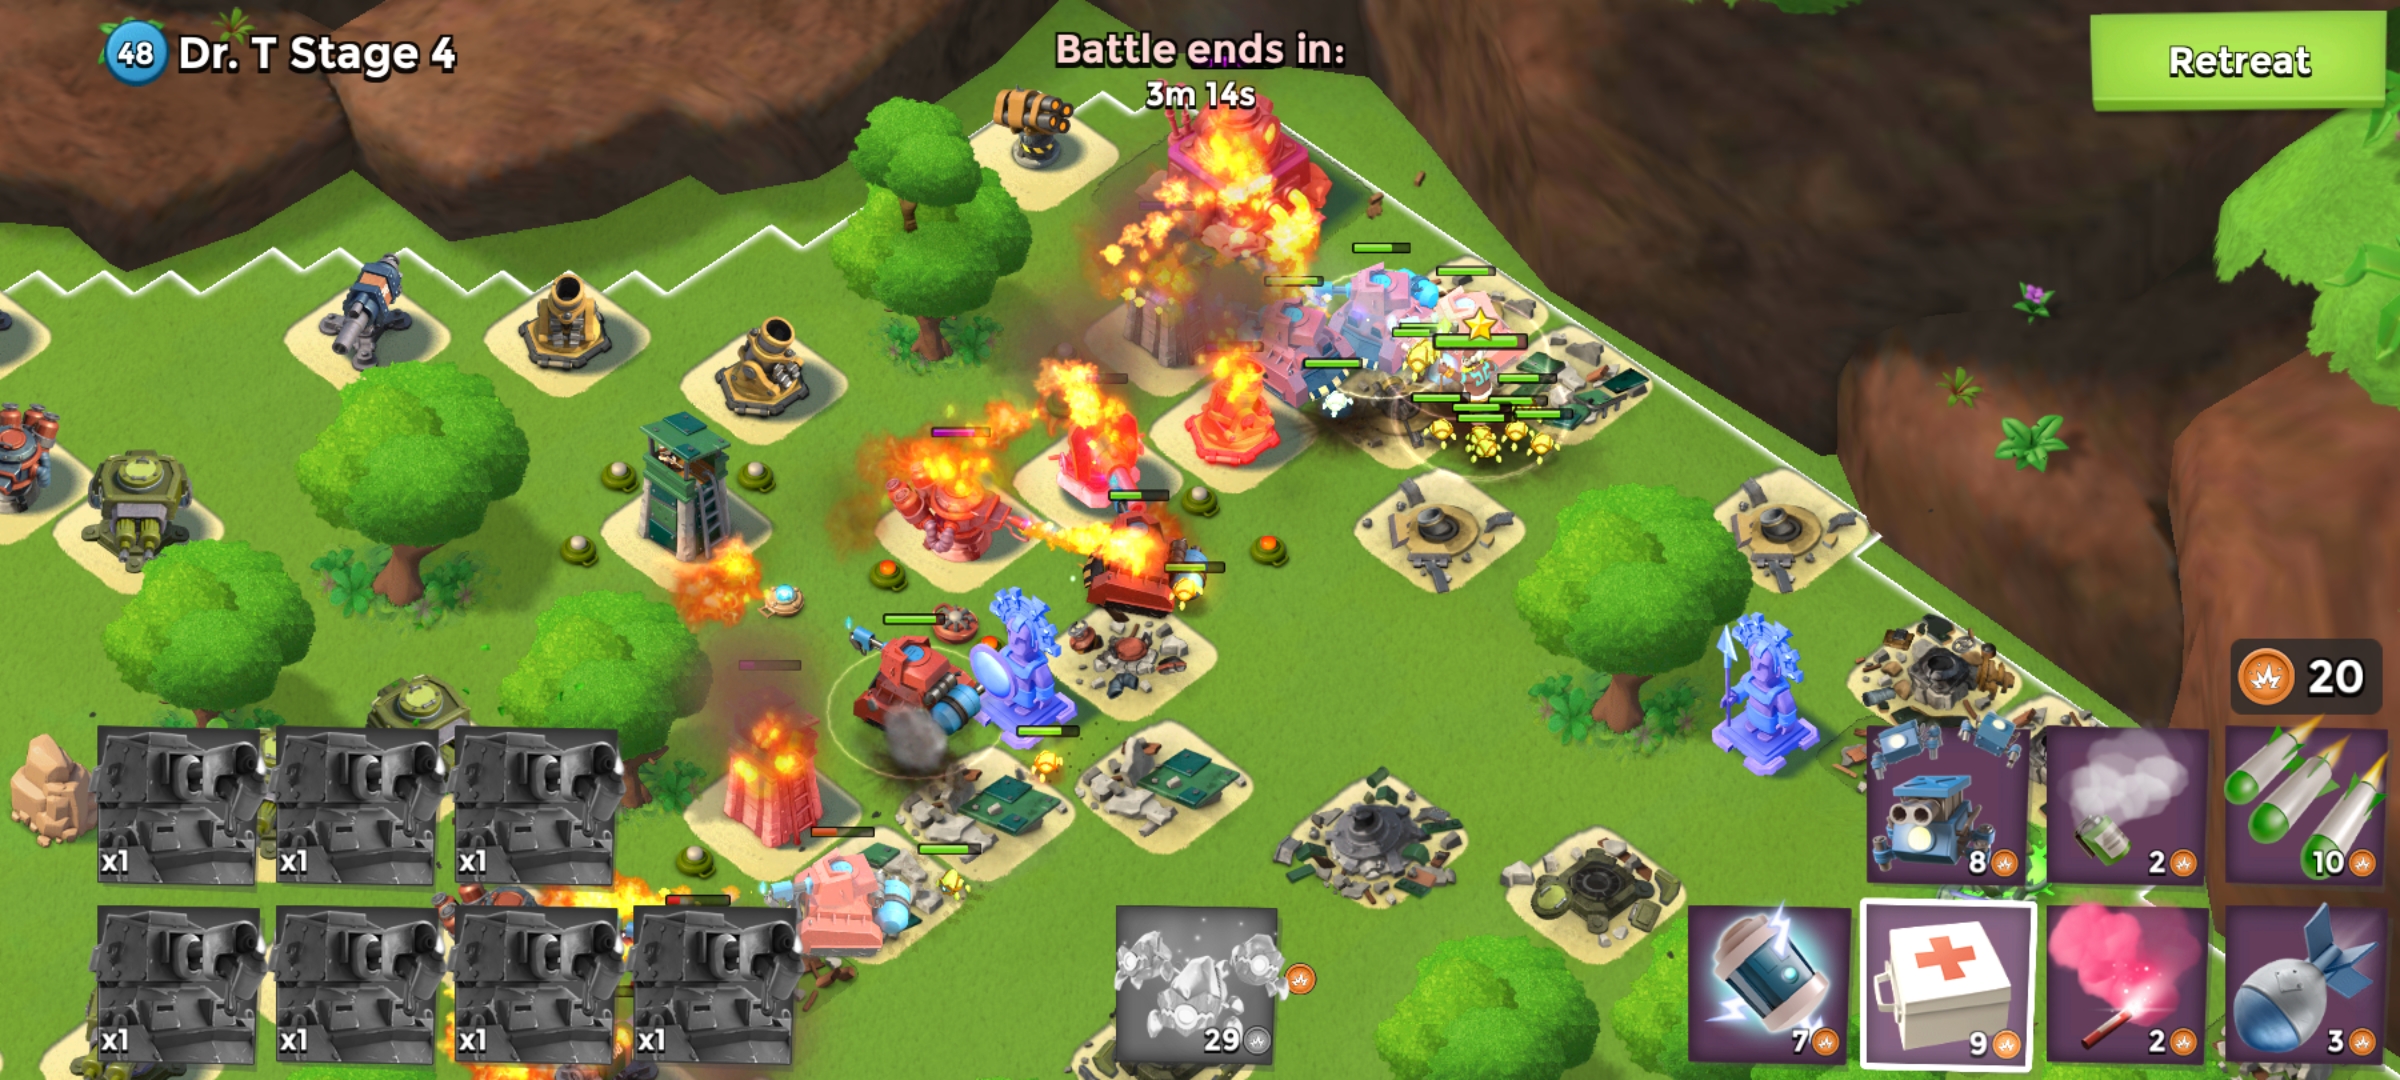 48 Dr. T Stage 4
Battle ends in:
3m 14s
Retreat
20
x1
x1
x1
8
2
10
x1
x1
x1
x1
29
7
9
2
3